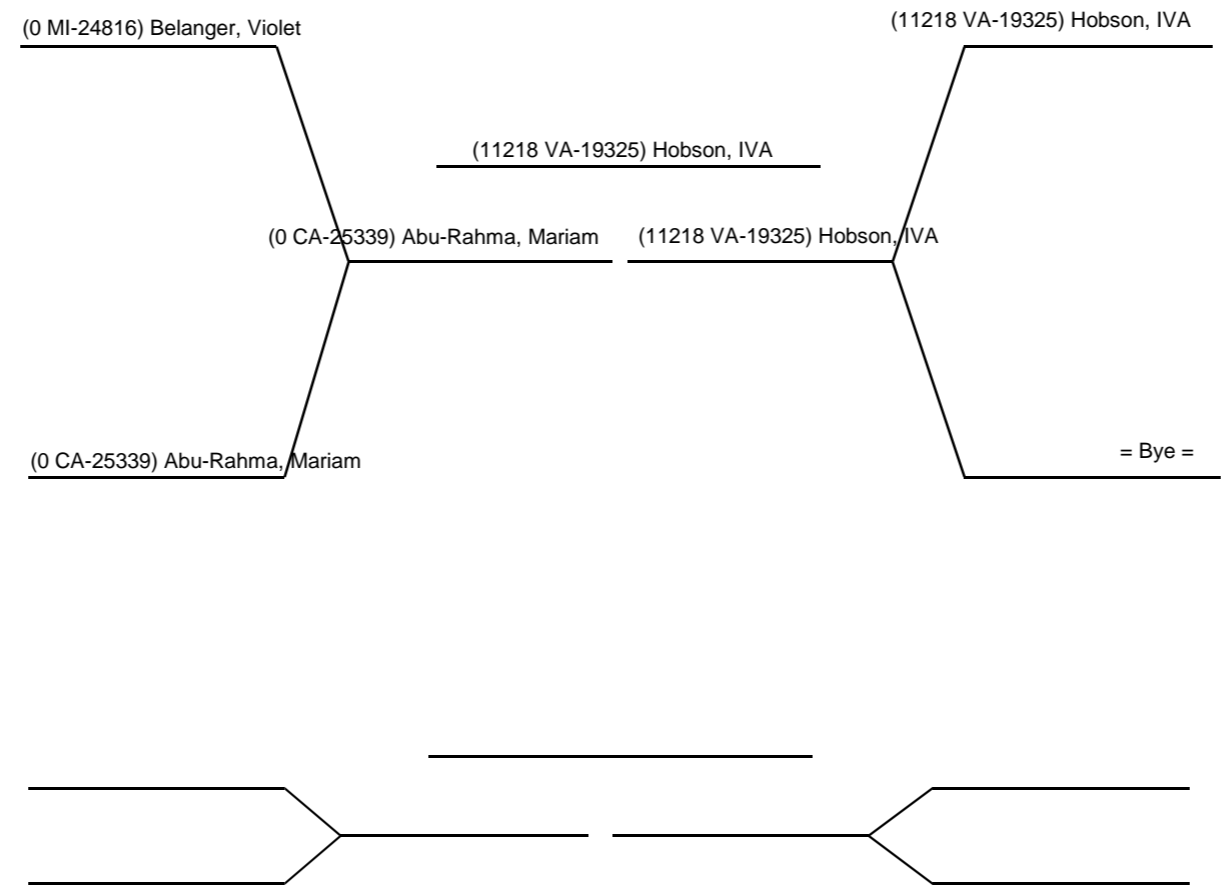 (0 MI-24816) Belanger, Violet
(11218 VA-19325) Hobson, IVA
(11218 VA-19325) Hobson, IVA
(0 CA-25339) Abu-Rahma, Mariam
(11218 VA-19325) Hobson, IVA
(0 CA-25339) Abu-Rahma, Mariam
= Bye =